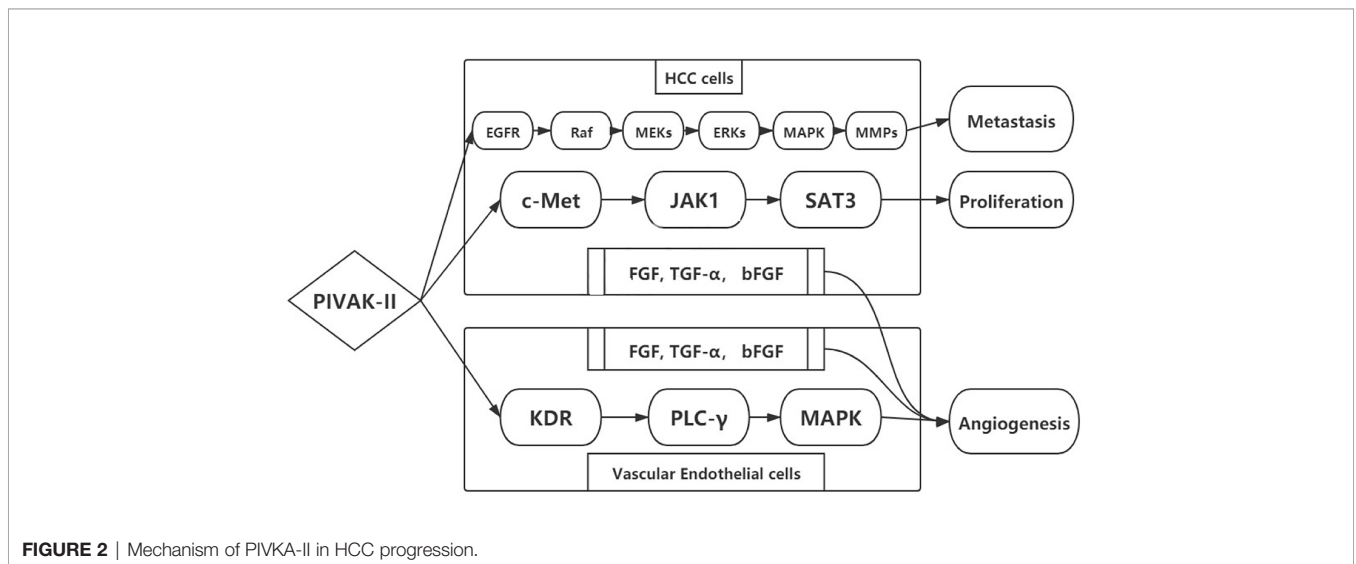 HCC cells
EGFR Raf MEKs ERKs MAPK MMPs
Metastasis
c-Met JAK1 SAT3
Proliferation
FGF, TGF-α, bFGF
PIVAK-II
FGF, TGF-α, bFGF
KDR PLC-γ MAPK
Angiogenesis
Vascular Endothelial cells
FIGURE 2 | Mechanism of PIVKA-II in HCC progression.